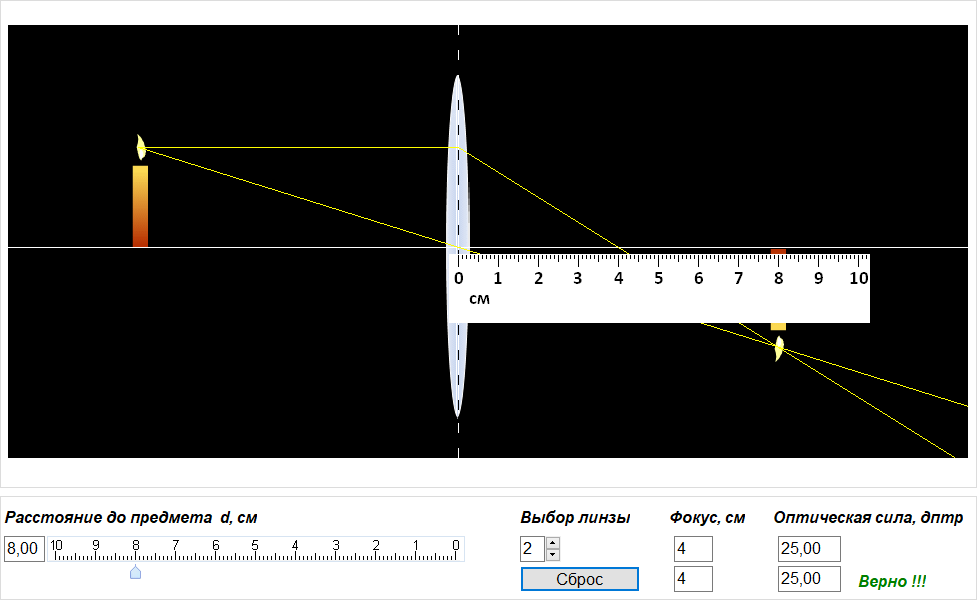 0 1 2 3 4 5 6 7 8 9 10
см
Расстояние до предмета d, см
Выбор линзы
Фокус, см
Оптическая сила, дптр
8,00
10 9 8 7 6 5 4 3 2 1 0
2
4
25,00
Сброс
4
25,00
Верно !!!